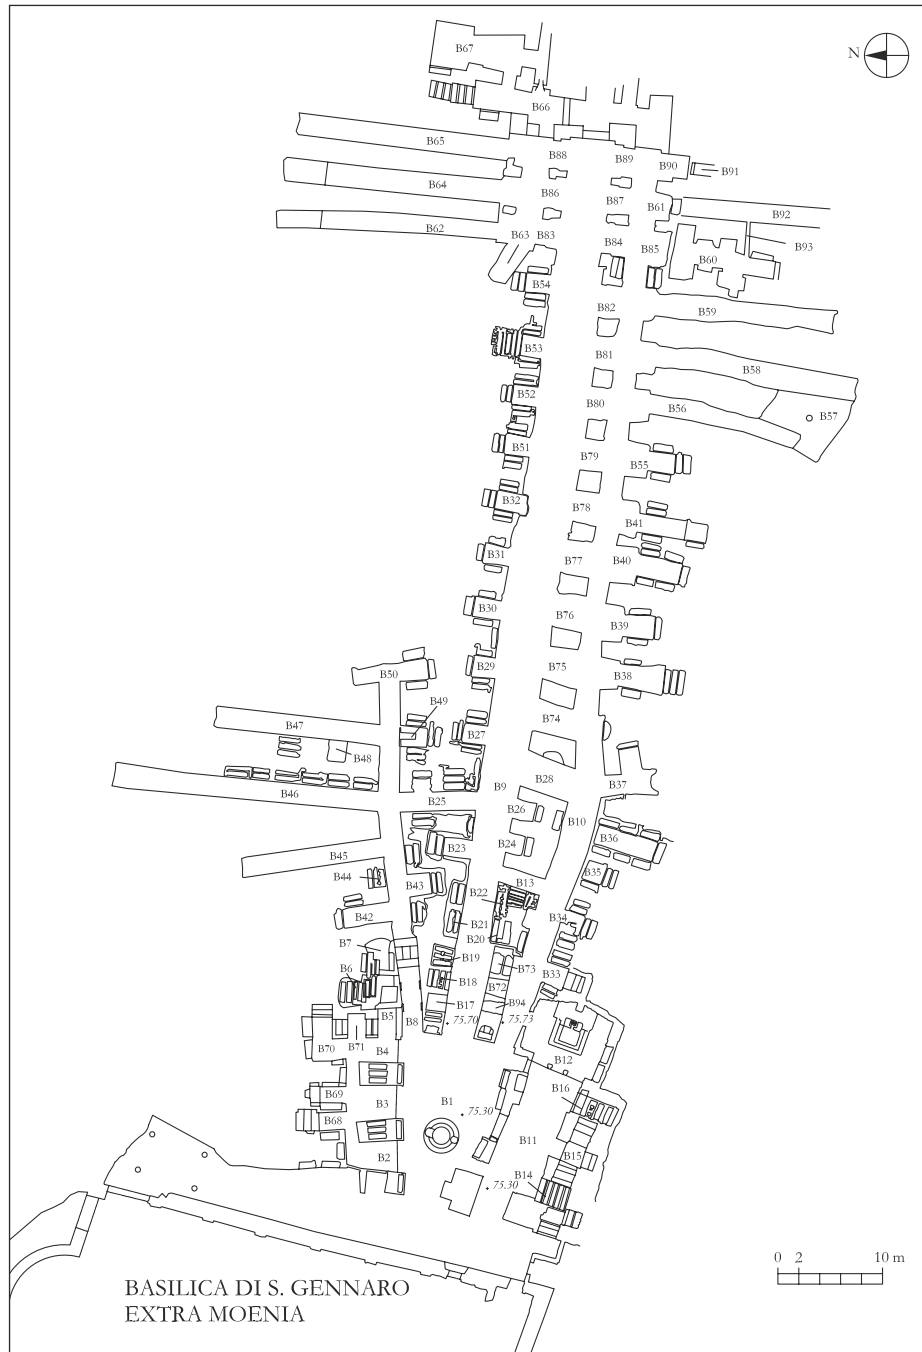 B67
N
B66
B65
B88
B89
B90
B91
B64
B86
B87
B61
B92
B62
B63
B83
B84
B85
B93
B60
B54
B82
B59
B53
B81
B58
B52
B80
B56
B57
B51
B79
B55
B32
B78
B41
B31
B77
B40
B30
B76
B39
B29
B75
B38
B50
B49
B47
B27
B74
B48
B28
B37
B46
B9
B25
B26
B10
B23
B24
B36
B45
B44
B43
B22
B13
B35
B42
B21
B34
B7
B20
B19
B6
B18
B73
B33
B72
B17
B94
B5
B8
75.70
75.73
B70
B71
B4
B12
B16
B69
B3
B1
75.30
B68
B11
B15
B2
B14
75.30
0 2 10 m
BASILICA DI S. GENNARO
EXTRA MOENIA